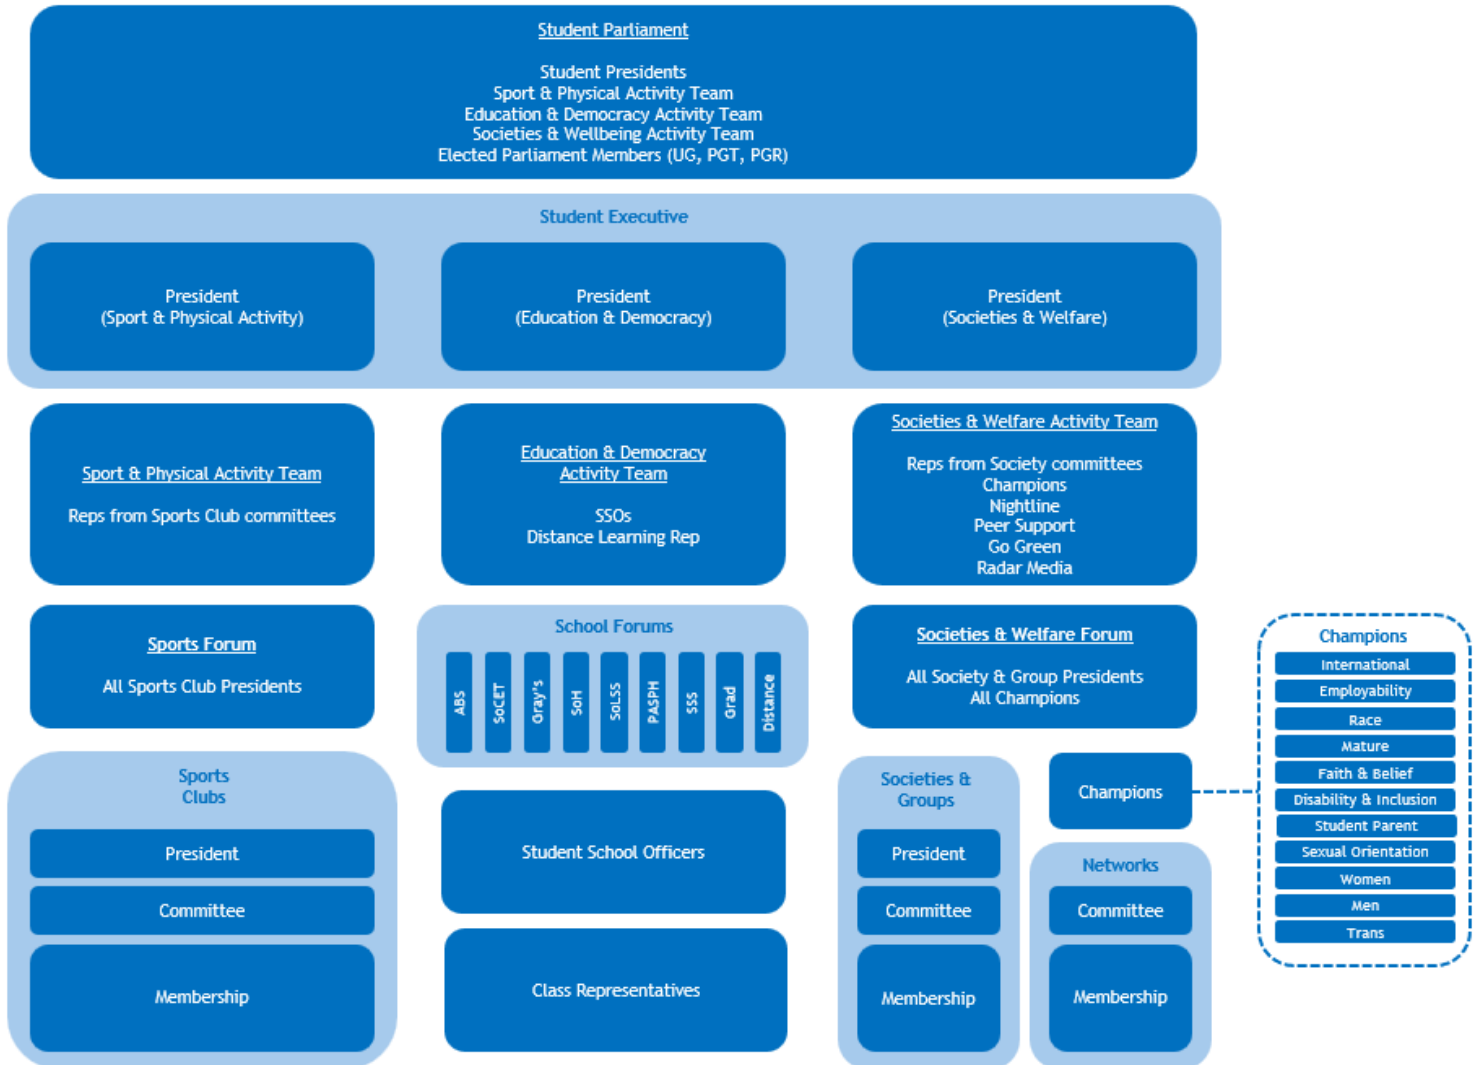 Student Parliament
Student Presidents
Sport & Physical Activity Team
Education & Democracy Activity Team
Societies & Wellbeing Activity Team
Elected Parliament Members (UG, PGT, PGR)
Student Executive
President
(Sport & Physical Activity)
President
(Education & Democracy)
President
(Societies & Welfare)
Sport & Physical Activity Team
Reps from Sports Club committees
Education & Democracy
Activity Team
SSOs
Distance Learning Rep
Societies & Welfare Activity Team
Reps from Society committees
Champions
Nightline
Peer Support
Go Green
Radar Media
Sports Forum
All Sports Club Presidents
School Forums
ABS
SoCET
Gray's
SoH
SoLSS
PASPH
SSS
Grad
Distance
Societies & Welfare Forum
All Society & Group Presidents
All Champions
Sports
Clubs
President
Committee
Membership
Student School Officers
Class Representatives
Societies &
Groups
President
Committee
Membership
Champions
Networks
Committee
Membership
Champions
International
Employability
Race
Mature
Faith & Belief
Disability & Inclusion
Student Parent
Sexual Orientation
Women
Men
Trans